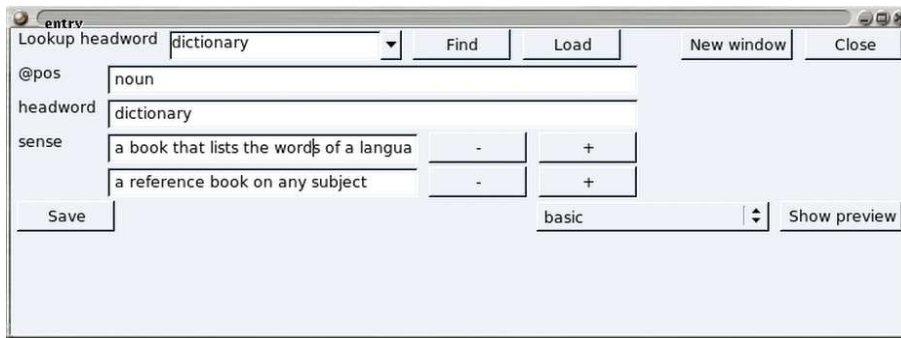 entry
Lookup headword dictionary Find Load New window Close
@pos noun
headword dictionary
sense a book that lists the words of a langua - +
a reference book on any subject - +
Save basic Show preview